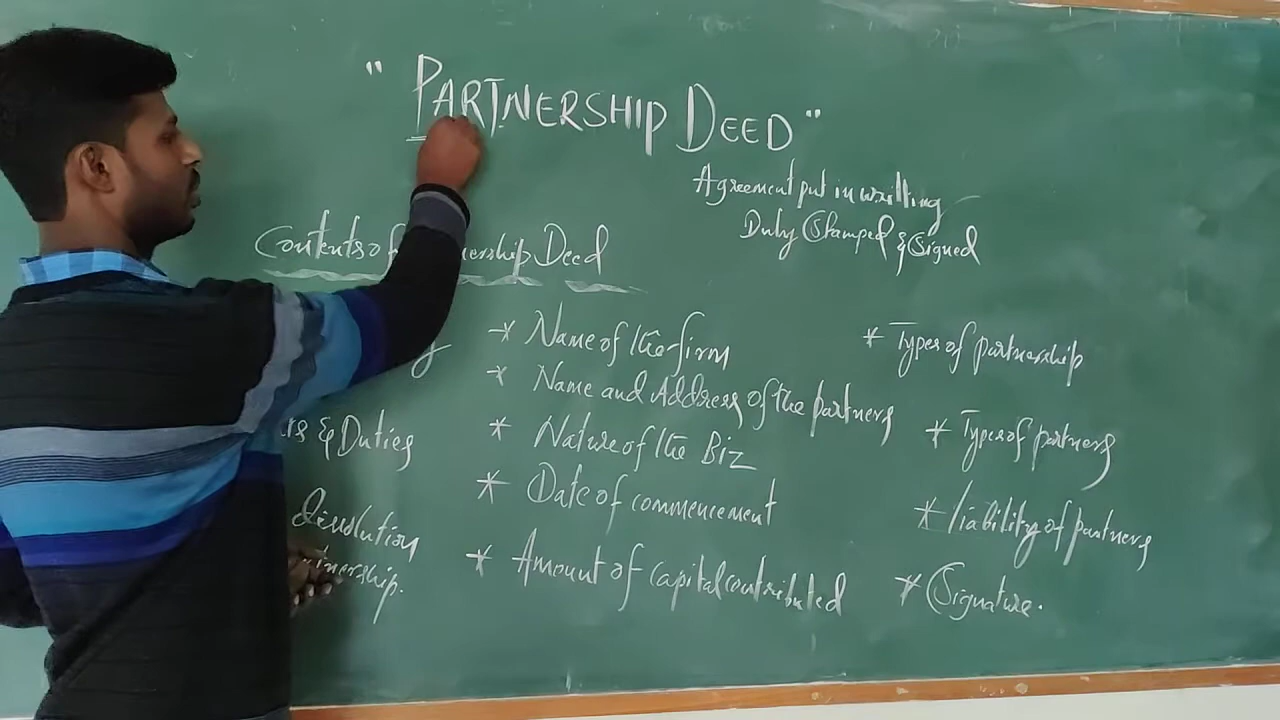 " PARTNERSHIP DEED "
Agreement put in writting
Duly Stamped & Signed
Contents of Deed
& Duties
dissolution
* Name of the firm
* Name and Address of the partners
* Nature of the Biz
* Date of commencement
* Amount of capital contributed
* Types of partnership
* Types of partners
* liability of partners
* Signature.